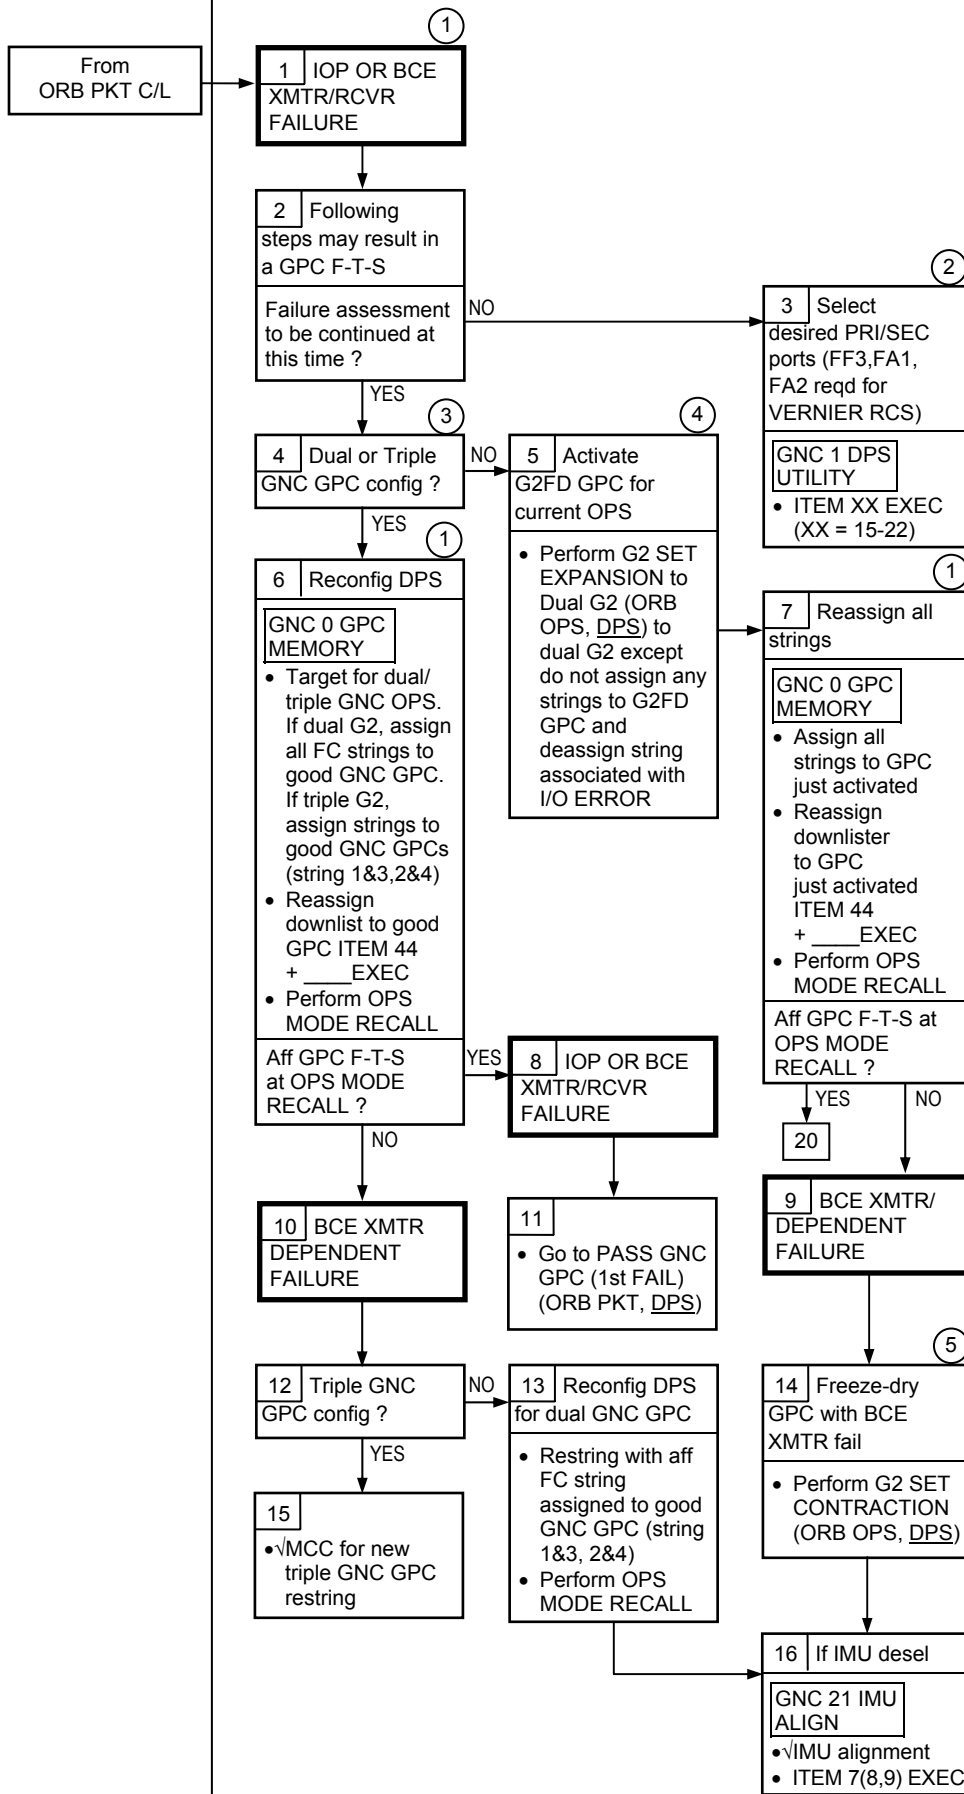 From
ORB PKT C/L
1
1 IOP OR BCE
XMTR/RCVR
FAILURE
2 Following
steps may result in
a GPC F-T-S
Failure assessment
to be continued at
this time ?
NO
YES
2
3 Select
desired PRI/SEC
ports (FF3,FA1,
FA2 reqd for
VERNIER RCS)
GNC 1 DPS
UTILITY
• ITEM XX EXEC
(XX = 15-22)
3
4 Dual or Triple
GNC GPC config ?
NO
YES
4
5 Activate
G2FD GPC for
current OPS
• Perform G2 SET
EXPANSION to
Dual G2 (ORB
OPS, DPS) to
dual G2 except
do not assign any
strings to G2FD
GPC and
deassign string
associated with
I/O ERROR
1
6 Reconfig DPS
GNC 0 GPC
MEMORY
• Target for dual/
triple GNC OPS.
If dual G2, assign
all FC strings to
good GNC GPC.
If triple G2,
assign strings to
good GNC GPCs
(string 1&3,2&4)
• Reassign
downlist to good
GPC ITEM 44
+ ____EXEC
• Perform OPS
MODE RECALL
Aff GPC F-T-S
at OPS MODE
RECALL ?
YES
NO
1
7 Reassign all
strings
GNC 0 GPC
MEMORY
• Assign all
strings to GPC
just activated
• Reassign
downlister
to GPC
just activated
ITEM 44
+ ____EXEC
• Perform OPS
MODE RECALL
Aff GPC F-T-S at
OPS MODE
RECALL ?
YES
NO
20
8 IOP OR BCE
XMTR/RCVR
FAILURE
9 BCE XMTR/
DEPENDENT
FAILURE
10 BCE XMTR
DEPENDENT
FAILURE
11
• Go to PASS GNC
GPC (1st FAIL)
(ORB PKT, DPS)
12 Triple GNC
GPC config ?
NO
YES
13 Reconfig DPS
for dual GNC GPC
• Restring with aff
FC string
assigned to good
GNC GPC (string
1&3, 2&4)
• Perform OPS
MODE RECALL
5
14 Freeze-dry
GPC with BCE
XMTR fail
• Perform G2 SET
CONTRACTION
(ORB OPS, DPS)
15
•√MCC for new
triple GNC GPC
restring
16 If IMU desel
GNC 21 IMU
ALIGN
•√IMU alignment
• ITEM 7(8,9) EXEC